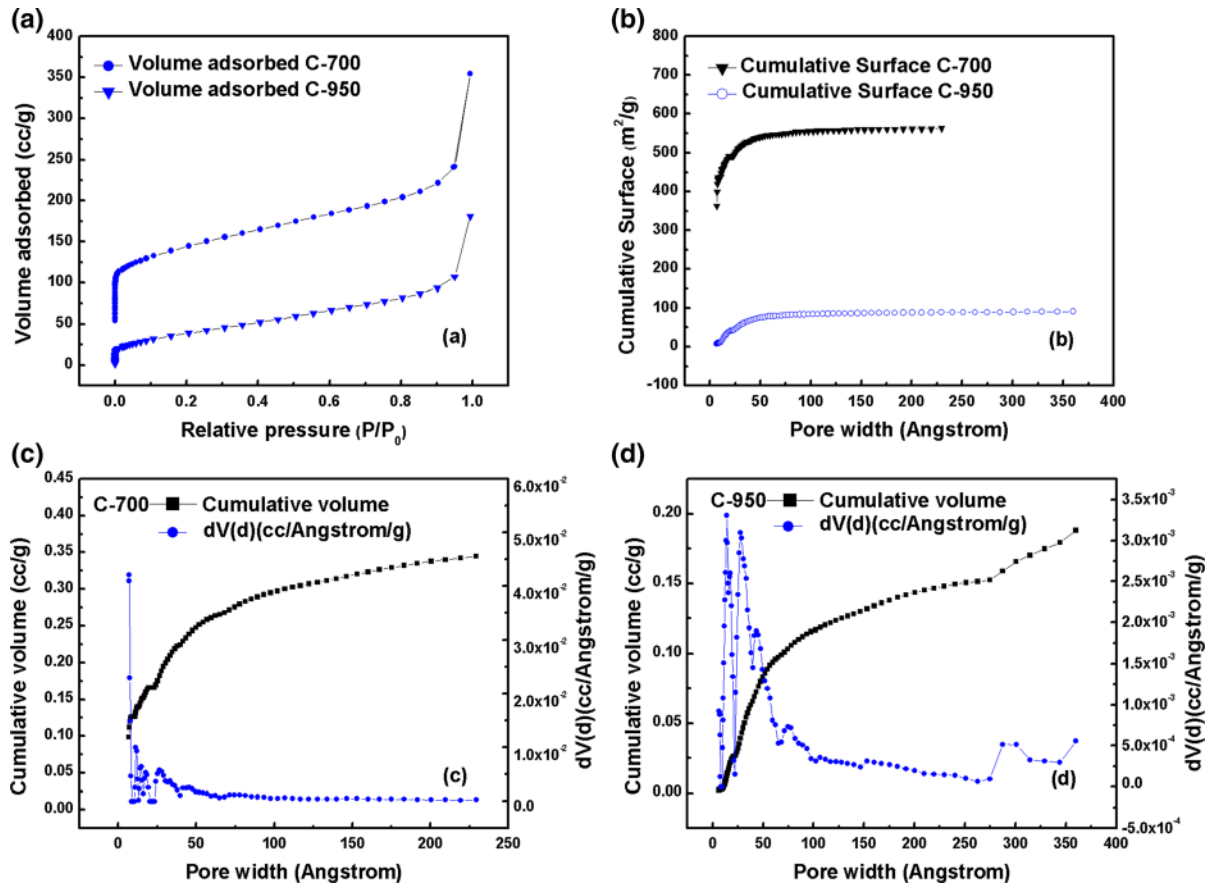 (a)
400
350
300
250
200
150
100
50
0
Volume adsorbed (cc/g)
Volume adsorbed C-700
Volume adsorbed C-950
(a)
0.0 0.2 0.4 0.6 0.8 1.0
Relative pressure (P/P0)
(b)
800
700
600
500
400
300
200
100
0
-100
Cumulative Surface (m²/g)
Cumulative Surface C-700
Cumulative Surface C-950
(b)
0 50 100 150 200 250 300 350 400
Pore width (Angstrom)
(c)
0.45
0.40
0.35
0.30
0.25
0.20
0.15
0.10
0.05
0.00
Cumulative volume (cc/g)
C-700 Cumulative volume
dV(d)(cc/Angstrom/g)
(c)
6.0x10⁻²
5.0x10⁻²
4.0x10⁻²
3.0x10⁻²
2.0x10⁻²
1.0x10⁻²
0.0
dV(d)(cc/Angstrom/g)
0 50 100 150 200 250
Pore width (Angstrom)
(d)
0.20
0.15
0.10
0.05
0.00
Cumulative volume (cc/g)
C-950 Cumulative volume
dV(d)(cc/Angstrom/g)
(d)
3.5x10⁻³
3.0x10⁻³
2.5x10⁻³
2.0x10⁻³
1.5x10⁻³
1.0x10⁻³
5.0x10⁻⁴
0.0
-5.0x10⁻⁴
dV(d)(cc/Angstrom/g)
0 50 100 150 200 250 300 350 400
Pore width (Angstrom)